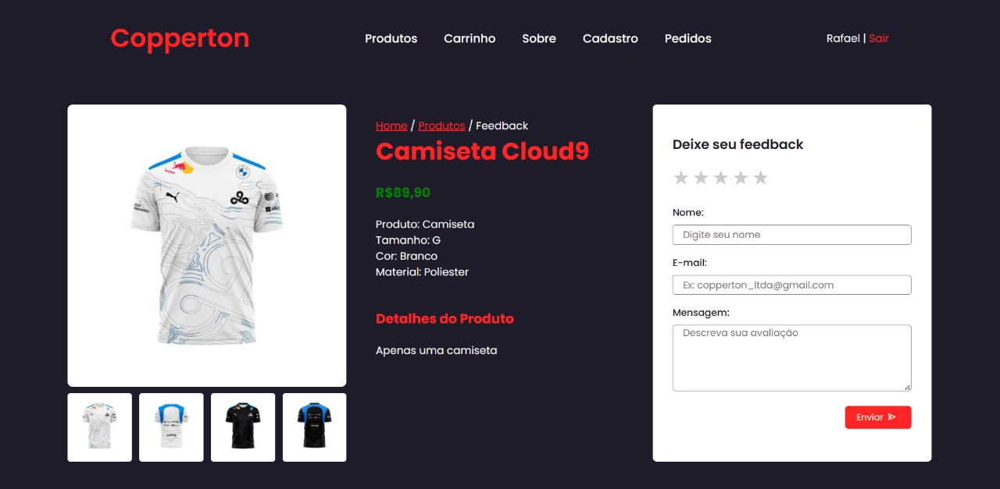 Copperton
Produtos Carrinho Sobre Cadastro Pedidos
Rafael | Sair
Home / Produtos / Feedback
Camiseta Cloud9
R$89,90
Produto: Camiseta
Tamanho: G
Cor: Branco
Material: Poliester
Detalhes do Produto
Apenas uma camiseta
Deixe seu feedback
Nome:
Digite seu nome
E-mail:
Ex: copperton_ltda@gmail.com
Mensagem:
Descreva sua avaliação
Enviar